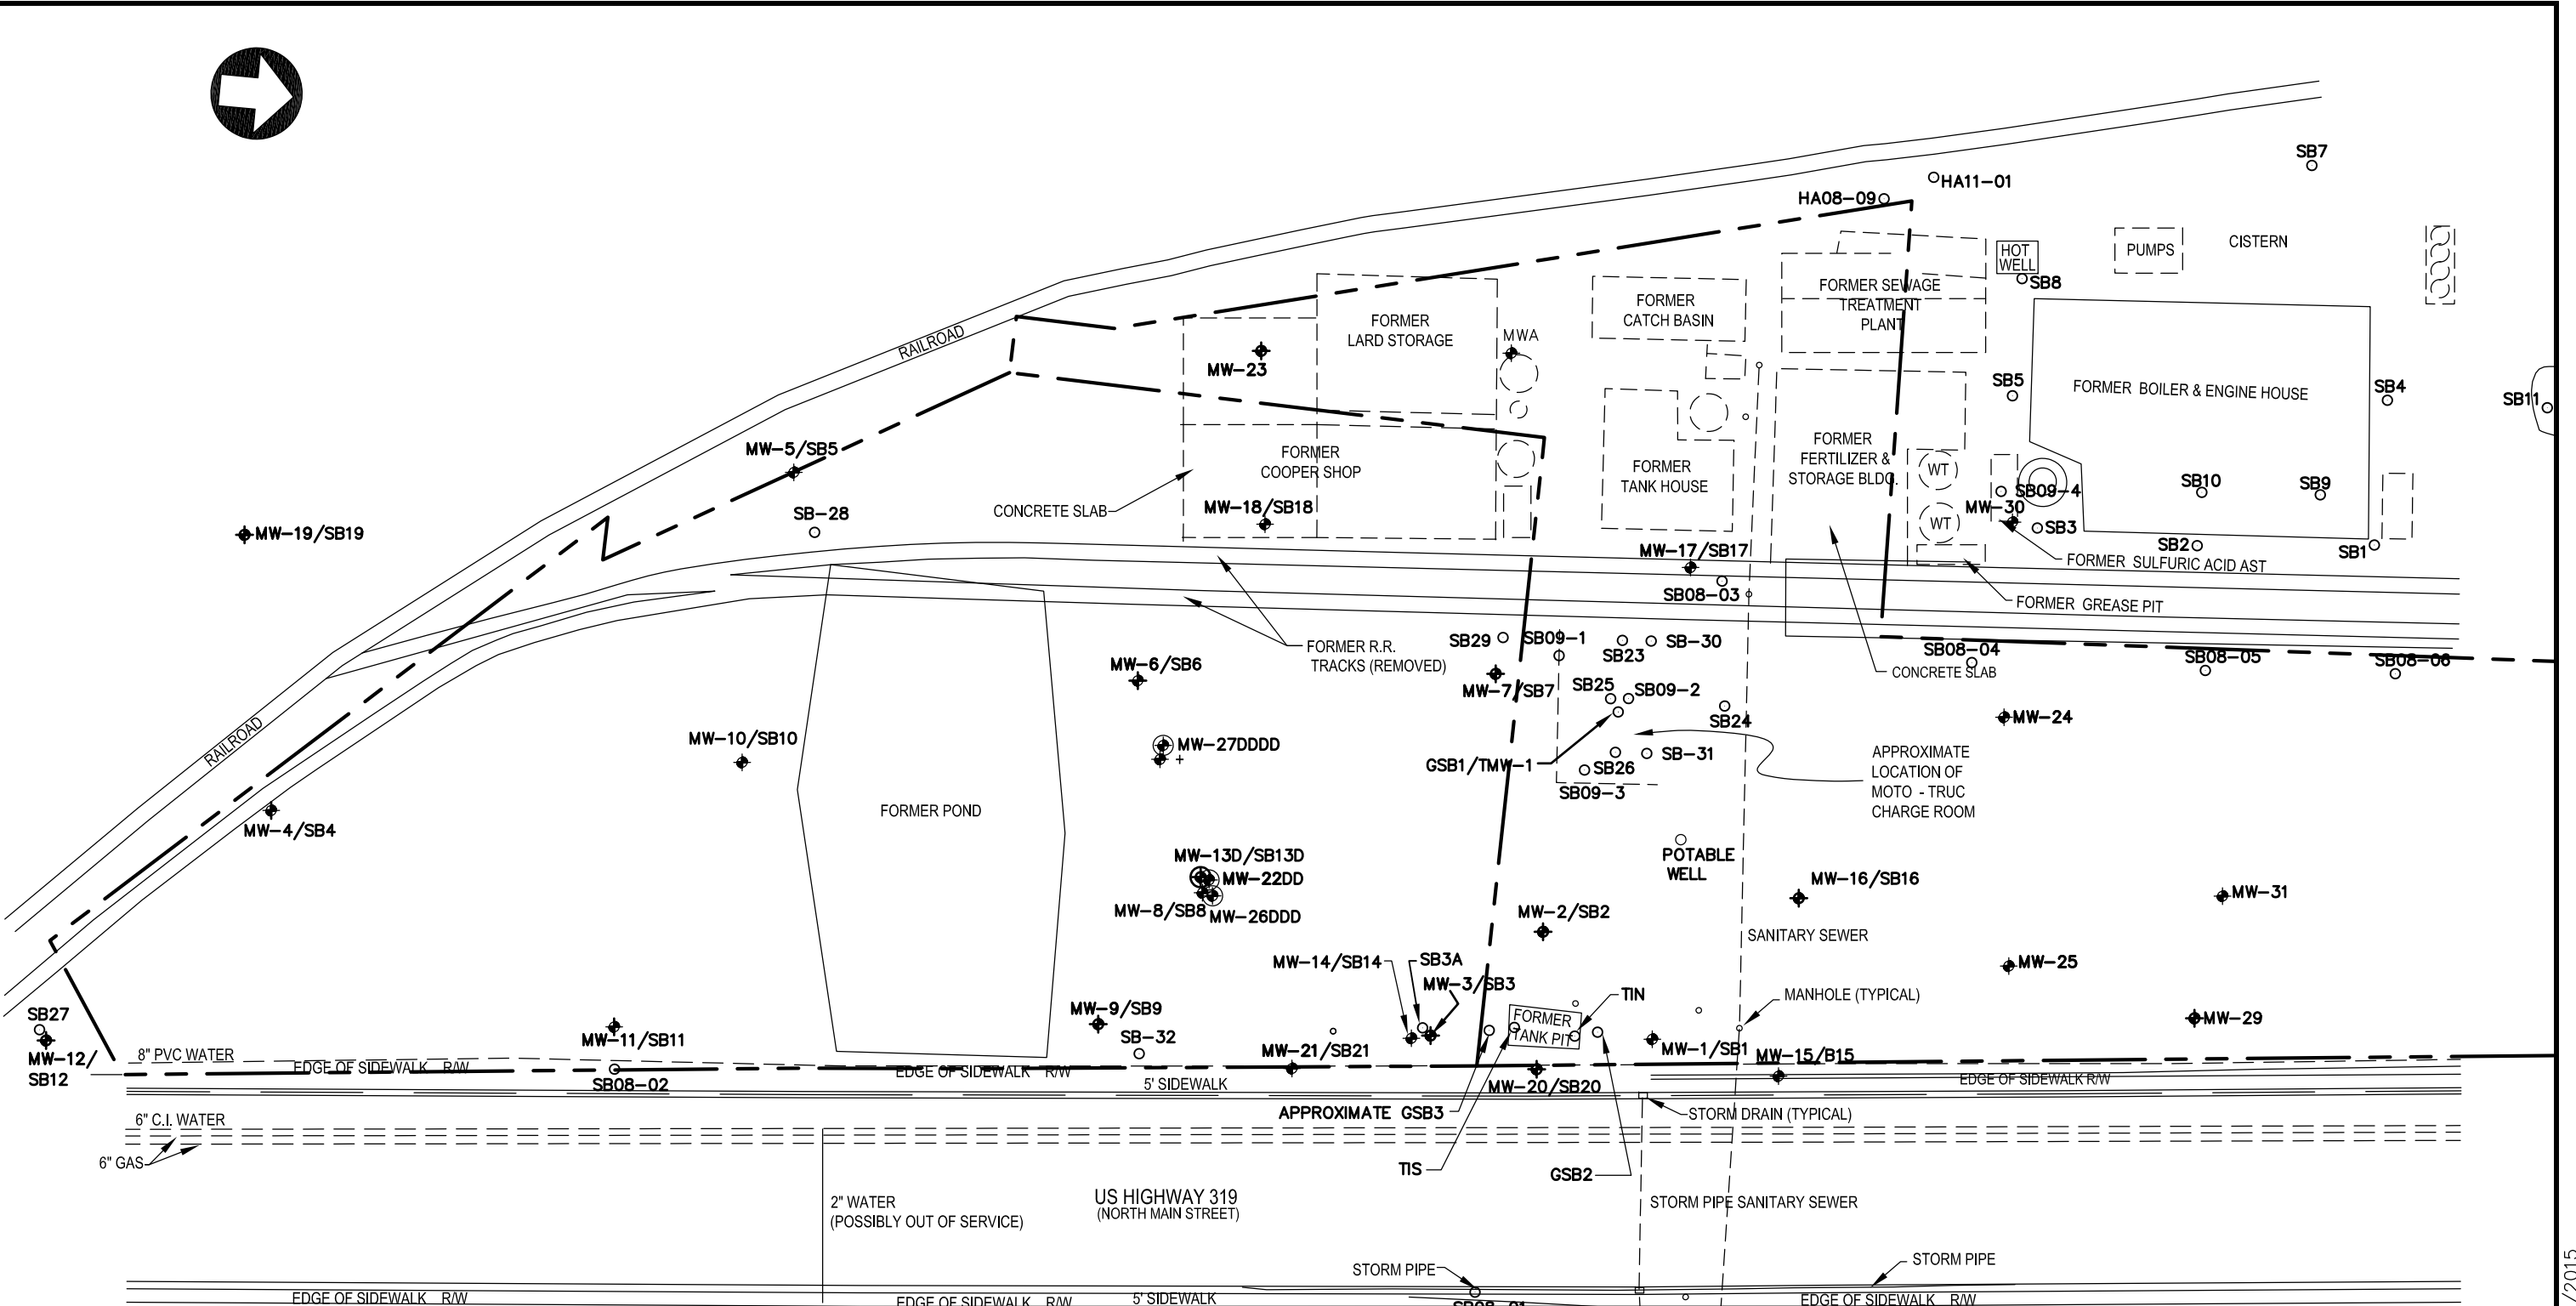 SB7
HA11-01
HA08-09
HOT
WELL
PUMPS
CISTERN
SB8
FORMER SEWAGE
TREATMENT
PLANT
FORMER
CATCH BASIN
FORMER
LARD STORAGE
MWA
RAILROAD
MW-23
SB5
FORMER BOILER & ENGINE HOUSE
SB4
SB11
MW-5/SB5
FORMER
COOPER SHOP
FORMER
TANK HOUSE
FORMER
FERTILIZER &
STORAGE BLDG.
WT
WT
SB09-4
MW-30
SB3
SB10
SB9
SB2
SB1
CONCRETE SLAB
MW-18/SB18
SB-28
MW-19/SB19
MW-17/SB17
FORMER SULFURIC ACID AST
SB08-03
FORMER GREASE PIT
FORMER R.R.
TRACKS (REMOVED)
SB29
SB09-1
SB23
SB-30
SB08-04
CONCRETE SLAB
SB08-05
SB08-06
MW-6/SB6
MW-7/SB7
SB25
SB09-2
SB24
MW-24
RAILROAD
MW-10/SB10
MW-27DDDD
+
GSB1/TMW-1
SB-31
SB26
SB09-3
APPROXIMATE
LOCATION OF
MOTO - TRUC
CHARGE ROOM
FORMER POND
MW-4/SB4
MW-13D/SB13D
MW-22DD
MW-8/SB8
MW-26DDD
POTABLE
WELL
MW-16/SB16
MW-31
MW-2/SB2
SANITARY SEWER
MW-14/SB14
SB3A
MW-3/SB3
MW-25
TIN
MANHOLE (TYPICAL)
FORMER
TANK PIT
MW-29
SB27
MW-12/
SB12
MW-11/SB11
MW-9/SB9
SB-32
MW-21/SB21
MW-1/SB1
MW-15/B15
8" PVC WATER
EDGE OF SIDEWALK R/W
SB08-02
EDGE OF SIDEWALK R/W
5' SIDEWALK
MW-20/SB20
EDGE OF SIDEWALK R/W
APPROXIMATE GSB3
STORM DRAIN (TYPICAL)
6" C.I. WATER
6" GAS
TIS
GSB2
2" WATER
(POSSIBLY OUT OF SERVICE)
US HIGHWAY 319
(NORTH MAIN STREET)
STORM PIPE SANITARY SEWER
STORM PIPE
STORM PIPE
EDGE OF SIDEWALK R/W
EDGE OF SIDEWALK R/W
5' SIDEWALK
SB08-01
EDGE OF SIDEWALK R/W
/2015